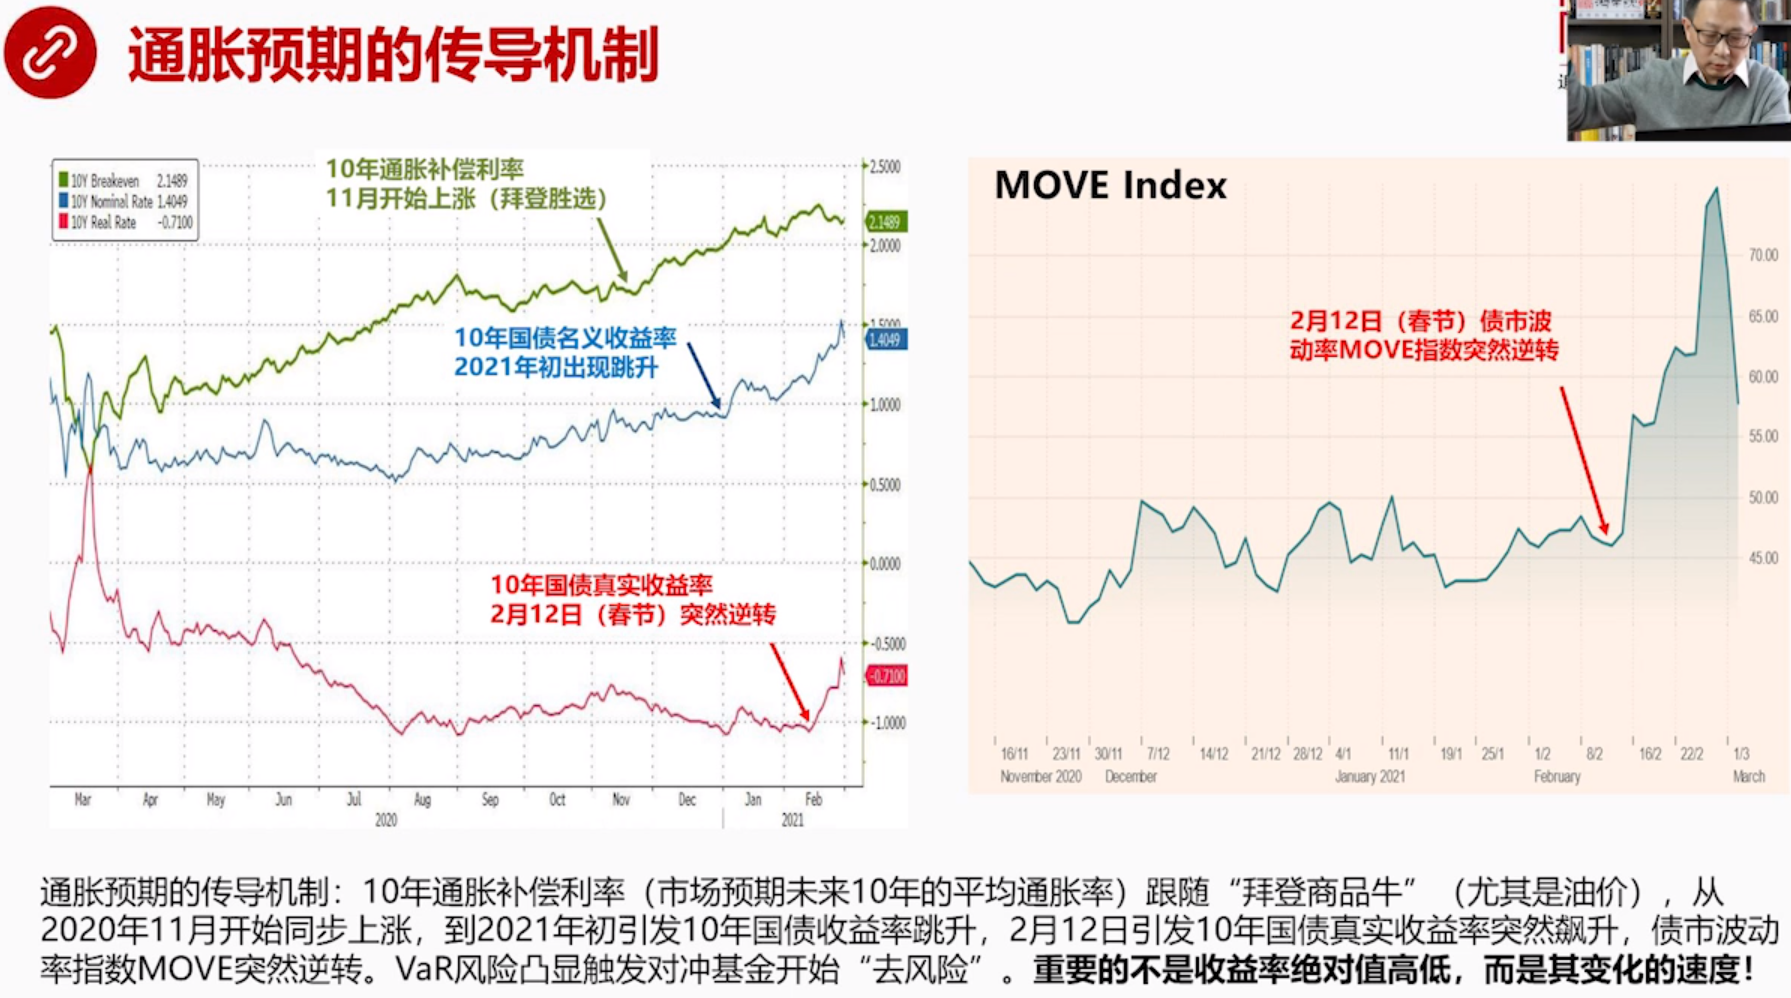 通胀预期的传导机制
10Y Breakeven 2.1489
10Y Nominal Rate 1.4049
10Y Real Rate -0.7100
10年通胀补偿利率
11月开始上涨（拜登胜选）
10年国债名义收益率
2021年初出现跳升
10年国债真实收益率
2月12日（春节）突然逆转
2.5000
2.1489
2.0000
1.5000
1.4049
1.0000
0.5000
0.0000
-0.5000
-0.7100
-1.0000
Mar Apr May Jun Jul Aug Sep Oct Nov Dec Jan Feb
2020 2021
MOVE Index
2月12日（春节）债市波
动率MOVE指数突然逆转
70.00
65.00
60.00
55.00
50.00
45.00
16/11 23/11 30/11 7/12 14/12 21/12 28/12 4/1 11/1 19/1 25/1 1/2 8/2 16/2 22/2 1/3
November 2020 December January 2021 February March
通胀预期的传导机制：10年通胀补偿利率（市场预期未来10年的平均通胀率）跟随“拜登商品牛”（尤其是油价），从
2020年11月开始同步上涨，到2021年初引发10年国债收益率跳升，2月12日引发10年国债真实收益率突然飙升，债市波动
率指数MOVE突然逆转。VaR风险凸显触发对冲基金开始“去风险”。重要的不是收益率绝对值高低，而是其变化的速度！